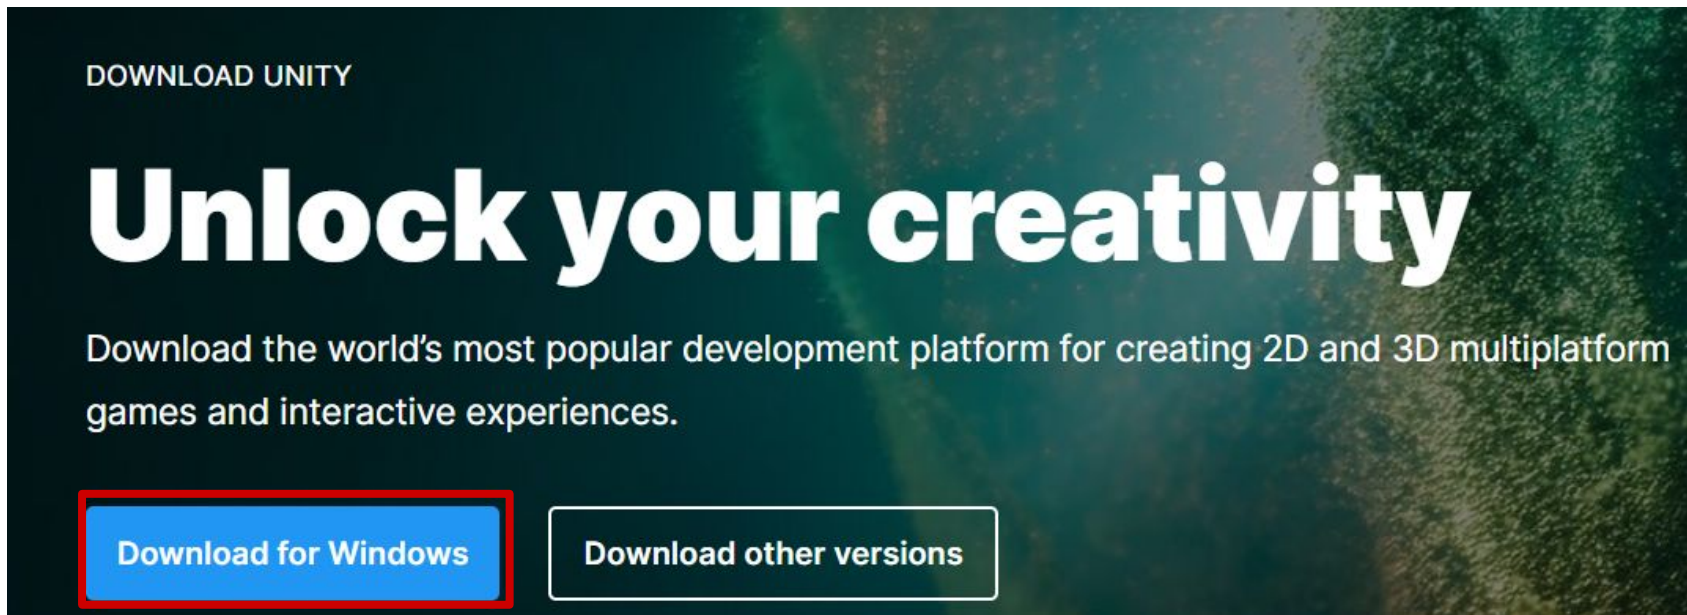 DOWNLOAD UNITY
Unlock your creativity
Download the world’s most popular development platform for creating 2D and 3D multiplatform
games and interactive experiences.
Download for Windows
Download other versions